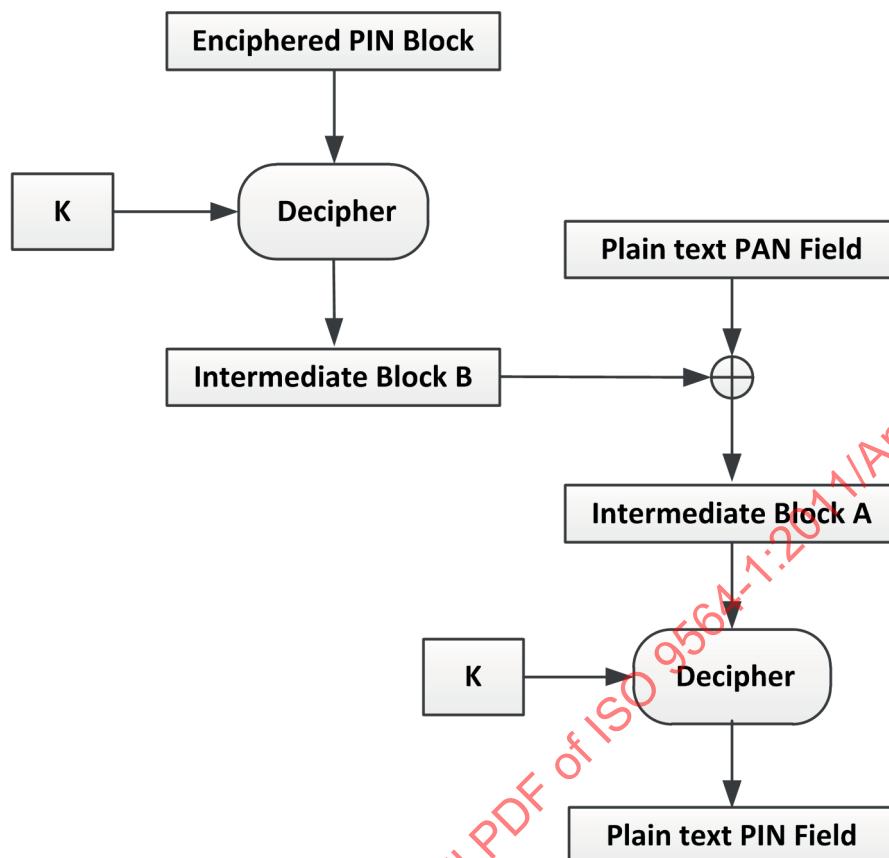 Enciphered PIN Block
K
Decipher
Plain text PAN Field
Intermediate Block B
Intermediate Block A
K
Decipher
Plain text PIN Field
PDF of ISO 9564-1:2011/